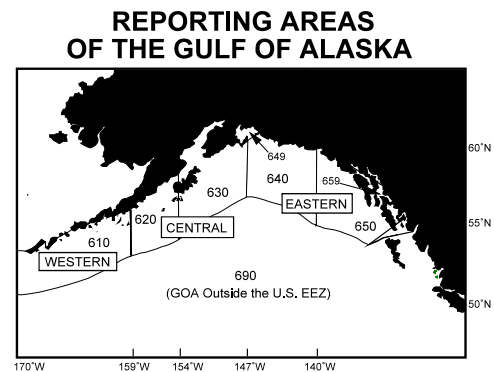 REPORTING AREAS
OF THE GULF OF ALASKA
60°N
649
640
659
630
EASTERN
620
CENTRAL
55°N
650
610
WESTERN
690
(GOA Outside the U.S. EEZ)
50°N
170°W
159°W
154°W
147°W
140°W